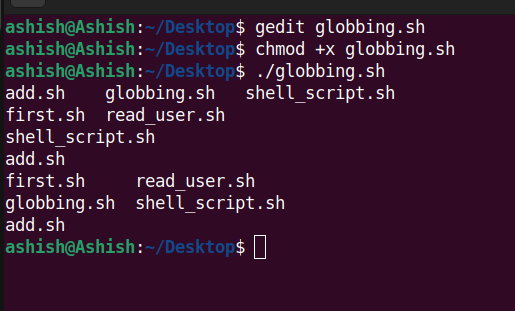 ashish@Ashish:~/Desktop$ gedit globbing.sh
ashish@Ashish:~/Desktop$ chmod +x globbing.sh
ashish@Ashish:~/Desktop$ ./globbing.sh
add.sh    globbing.sh   shell_script.sh
first.sh  read_user.sh
shell_script.sh
add.sh
first.sh     read_user.sh
globbing.sh  shell_script.sh
add.sh
ashish@Ashish:~/Desktop$